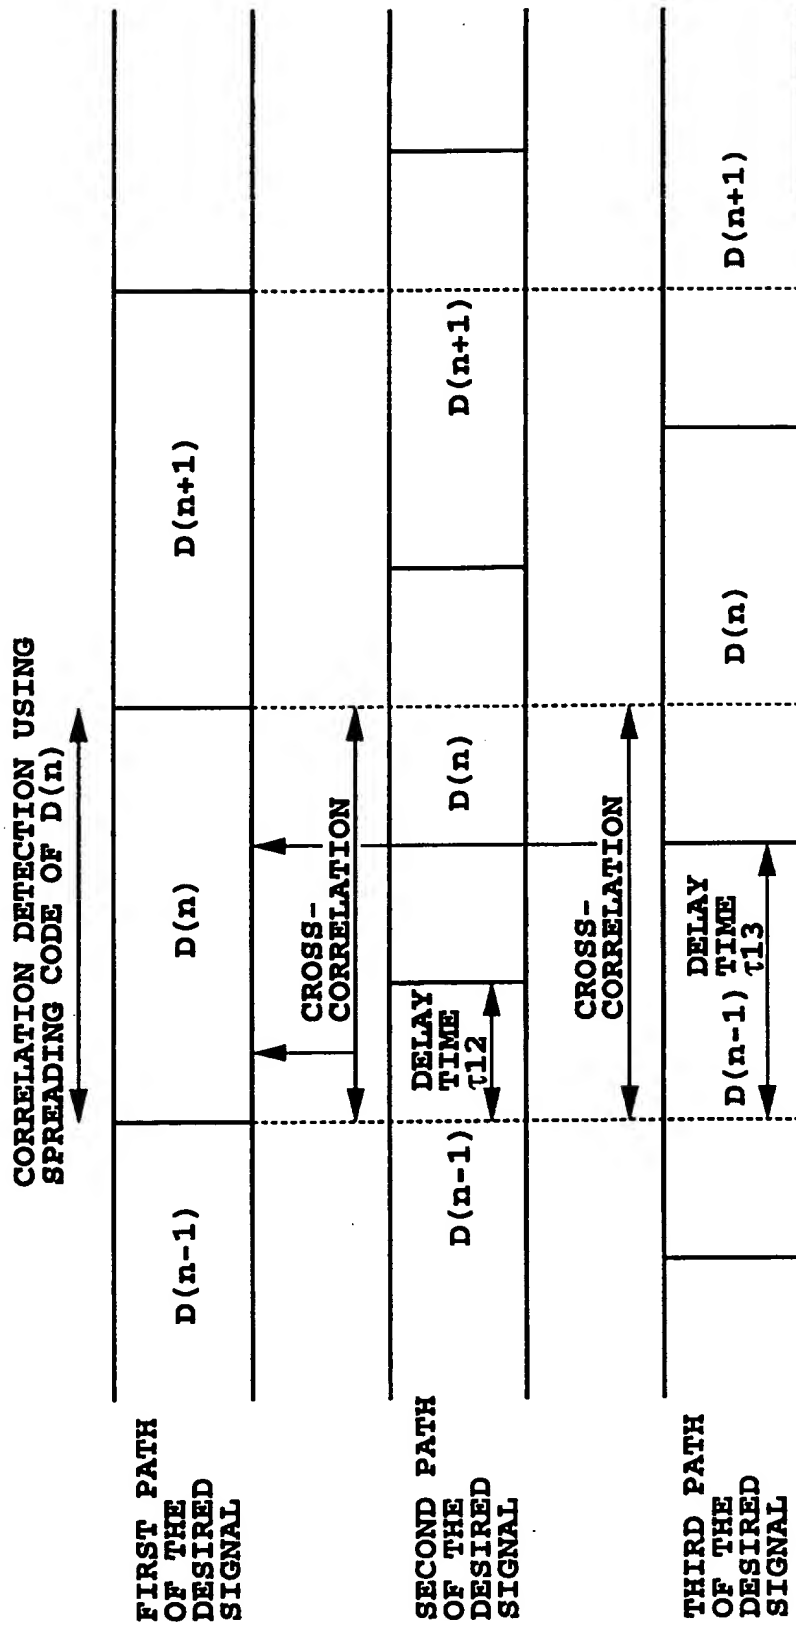 CORRELATION DETECTION USING
SPREADING CODE OF D(n)
FIRST PATH
OF THE
DESIRED
SIGNAL
D(n-1)
D(n)
D(n+1)
CROSS-
CORRELATION
SECOND PATH
OF THE
DESIRED
SIGNAL
D(n-1)
DELAY
TIME
τ12
D(n)
D(n+1)
CROSS-
CORRELATION
THIRD PATH
OF THE
DESIRED
SIGNAL
D(n-1)
DELAY
TIME
τ13
D(n)
D(n+1)